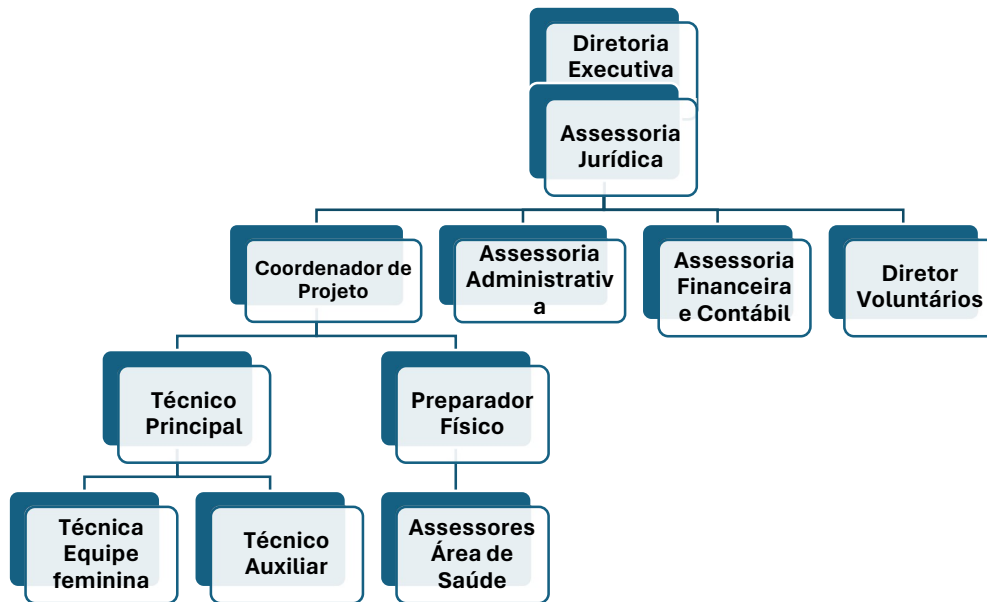 Diretoria
Executiva
Assessoria
Jurídica
Coordenador de
Projeto
Assessoria
Administrativ
a
Assessoria
Financeira
e Contábil
Diretor
Voluntários
Técnico
Principal
Preparador
Físico
Técnica
Equipe
feminina
Técnico
Auxiliar
Assessores
Área de
Saúde